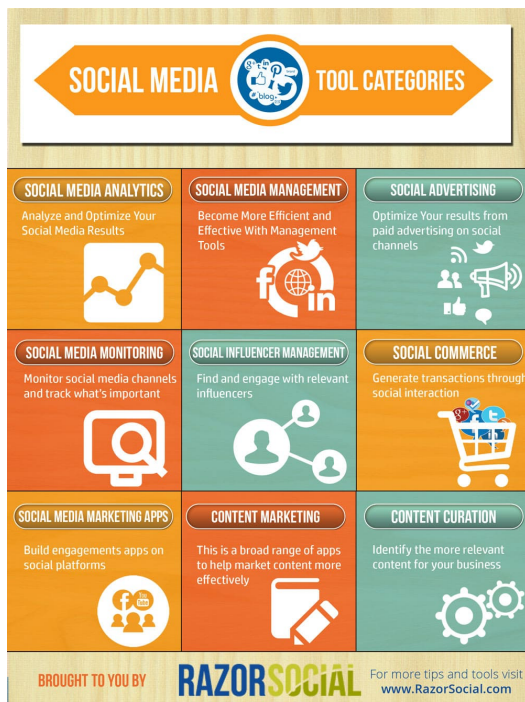 SOCIAL MEDIA
TOOL CATEGORIES
#blog
SOCIAL MEDIA ANALYTICS
Analyze and Optimize Your
Social Media Results
SOCIAL MEDIA MANAGEMENT
Become More Efficient and
Effective With Management
Tools
f
in
SOCIAL ADVERTISING
Optimize Your results from
paid advertising on social
channels
SOCIAL MEDIA MONITORING
Monitor social media channels
and track what's important
SOCIAL INFLUENCER MANAGEMENT
Find and engage with relevant
influencers
SOCIAL COMMERCE
Generate transactions through
social interaction
g+
SOCIAL MEDIA MARKETING APPS
Build engagements apps on
social platforms
f
You
Tube
CONTENT MARKETING
This is a broad range of apps
to help market content more
effectively
CONTENT CURATION
Identify the more relevant
content for your business
BROUGHT TO YOU BY
RAZORSOCIAL
For more tips and tools visit
www.RazorSocial.com